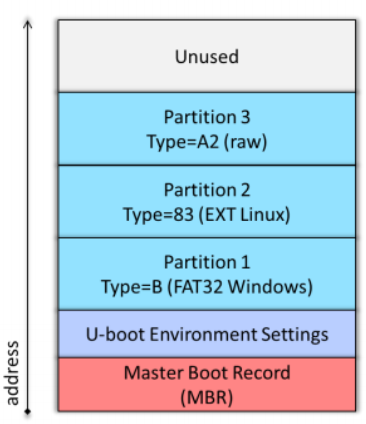 Unused
Partition 3
Type=A2 (raw)
Partition 2
Type=83 (EXT Linux)
Partition 1
Type=B (FAT32 Windows)
U-boot Environment Settings
Master Boot Record
(MBR)
address